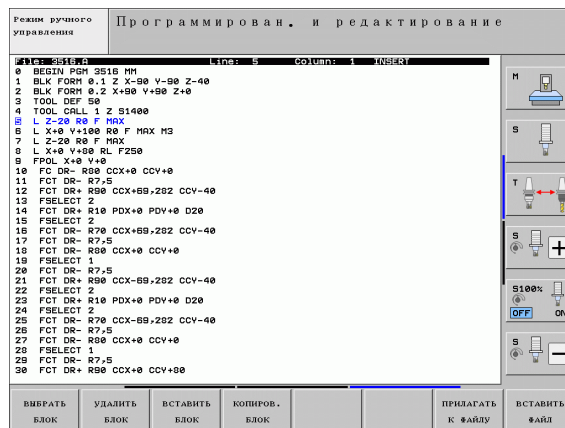 Режим ручного
управления
Программирован. и редактирование
File: 3516.A Line: 5 Column: 1 INSERT
0 BEGIN PGM 3516 MM
1 BLK FORM 0.1 Z X-90 Y-90 Z-40
2 BLK FORM 0.2 X+90 Y+90 Z+0
3 TOOL DEF 50
4 TOOL CALL 1 Z S1400
5 L Z-20 R0 F MAX
6 L X+0 Y+100 R0 F MAX M3
7 L Z-20 R0 F MAX
8 L X+0 Y+80 RL F250
9 FPOL X+0 Y+0
10 FC DR- R80 CCX+0 CCY+0
11 FCT DR- R7,5
12 FCT DR+ R90 CCX+69,282 CCY-40
13 FSELECT 2
14 FCT DR+ R10 PDX+0 PDY+0 D20
15 FSELECT 2
16 FCT DR- R70 CCX+69,282 CCY-40
17 FCT DR- R7,5
18 FCT DR- R80 CCX+0 CCY+0
19 FSELECT 1
20 FCT DR- R7,5
21 FCT DR+ R90 CCX-69,282 CCY-40
22 FSELECT 2
23 FCT DR+ R10 PDX+0 PDY+0 D20
24 FSELECT 2
25 FCT DR- R70 CCX-69,282 CCY-40
26 FCT DR- R7,5
27 FCT DR- R80 CCX+0 CCY+0
28 FSELECT 1
29 FCT DR- R7,5
30 FCT DR+ R90 CCX+0 CCY+80
M
S
T
S
S100%
OFF ON
S
ВЫБРАТЬ
БЛОК
УДАЛИТЬ
БЛОК
ВСТАВИТЬ
БЛОК
КОПИРОВ.
БЛОК
ПРИЛАГАТЬ
К ФАЙЛУ
ВСТАВИТЬ
ФАЙЛ